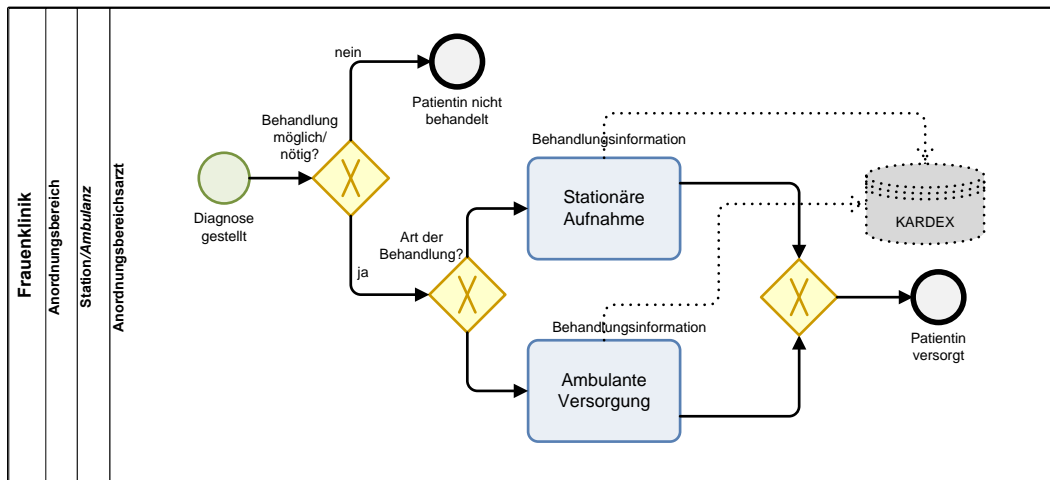 Frauenklinik
Anordnungsbereich
Station/Ambulanz
Anordnungsbereichsarzt
Diagnose
gestellt
Behandlung
möglich/
nötig?
nein
Patientin nicht
behandelt
ja
Art der
Behandlung?
Behandlungsinformation
Stationäre
Aufnahme
Behandlungsinformation
Ambulante
Versorgung
KARDEX
Patientin
versorgt